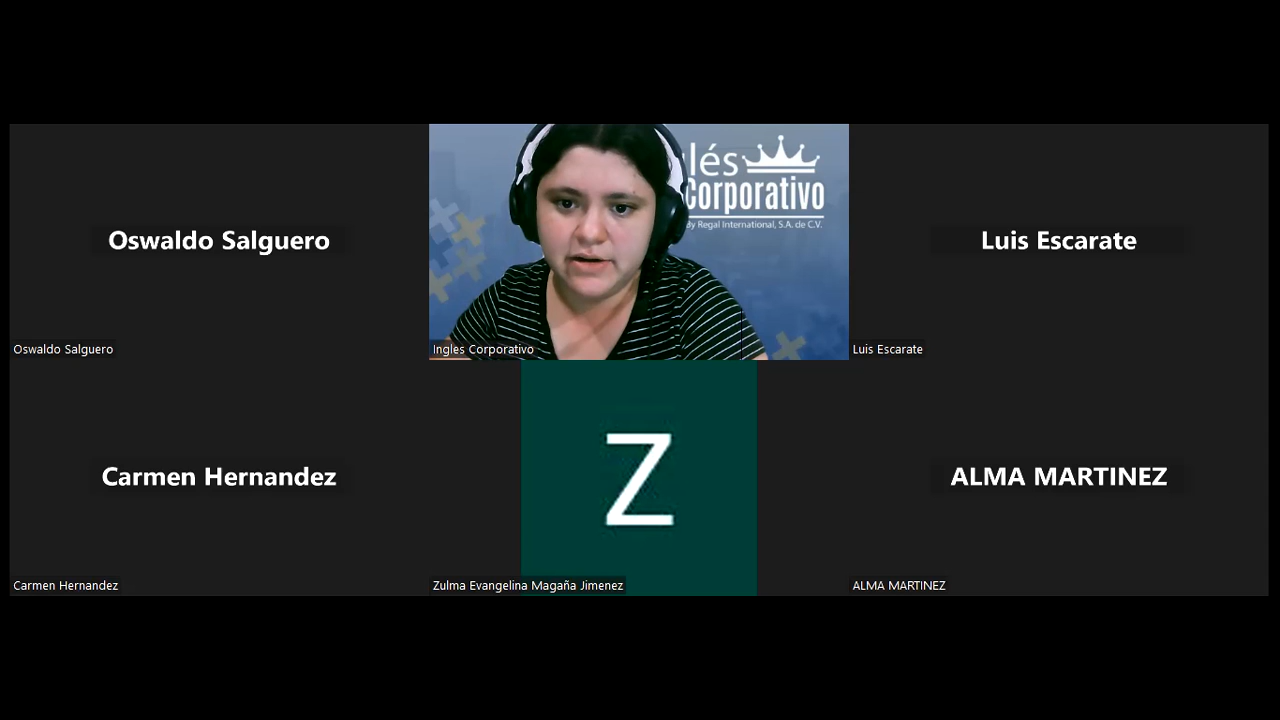 Oswaldo Salguero
Oswaldo Salguero
lés
Corporativo
By Regal International, S.A. de C.V.
Ingles Corporativo
Luis Escarate
Luis Escarate
Carmen Hernandez
Carmen Hernandez
Z
Zulma Evangelina Magaña Jimenez
ALMA MARTINEZ
ALMA MARTINEZ